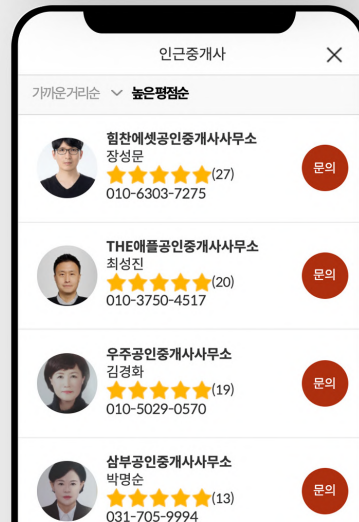 인근중개사
가까운거리순 높은평점순
힘찬에셋공인중개사사무소
장성문
(27)
010-6303-7275
문의
THE애플공인중개사사무소
최성진
(20)
010-3750-4517
문의
우주공인중개사사무소
김경화
(19)
010-5029-0570
문의
삼부공인중개사사무소
박명순
(13)
031-705-9994
문의